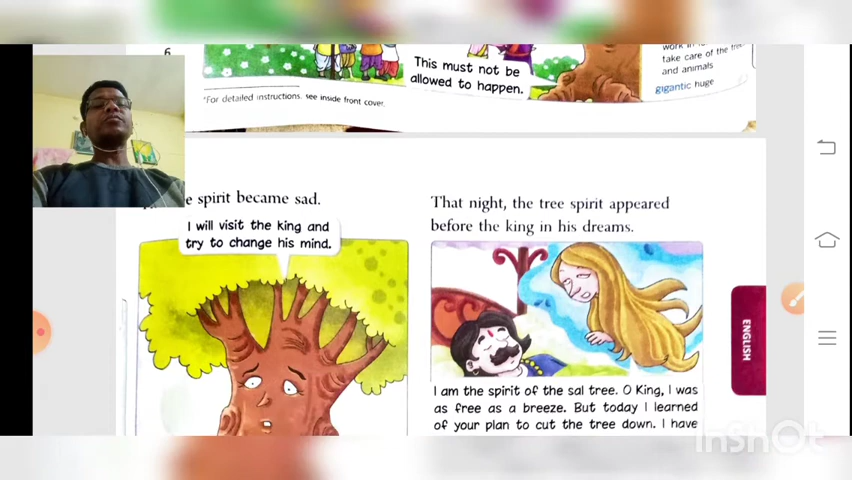 6
This must not be
allowed to happen.
take care of the
and animals
gigantic huge
*For detailed instructions, see inside front cover.
spirit became sad.
I will visit the king and
try to change his mind.
That night, the tree spirit appeared
before the king in his dreams.
ENGLISH
I am the spirit of the sal tree. O King, I was
as free as a breeze. But today I learned
of your plan to cut the tree down. I have
InShOt